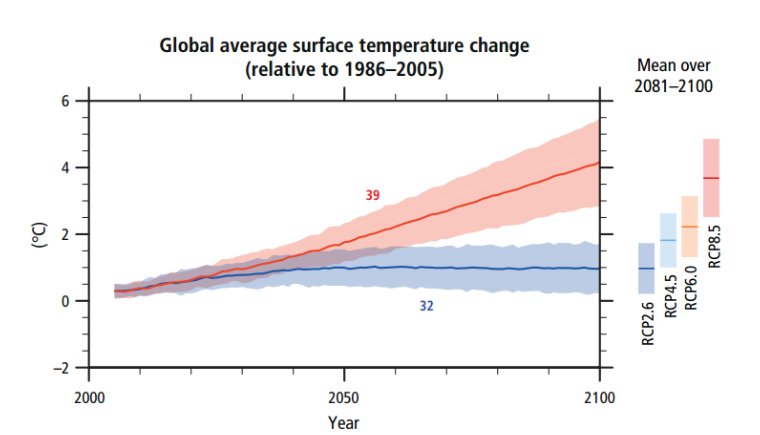 Global average surface temperature change
(relative to 1986–2005)
Mean over
2081–2100
6
4
2
0
–2
(°C)
39
32
2000
2050
2100
Year
RCP2.6
RCP4.5
RCP6.0
RCP8.5